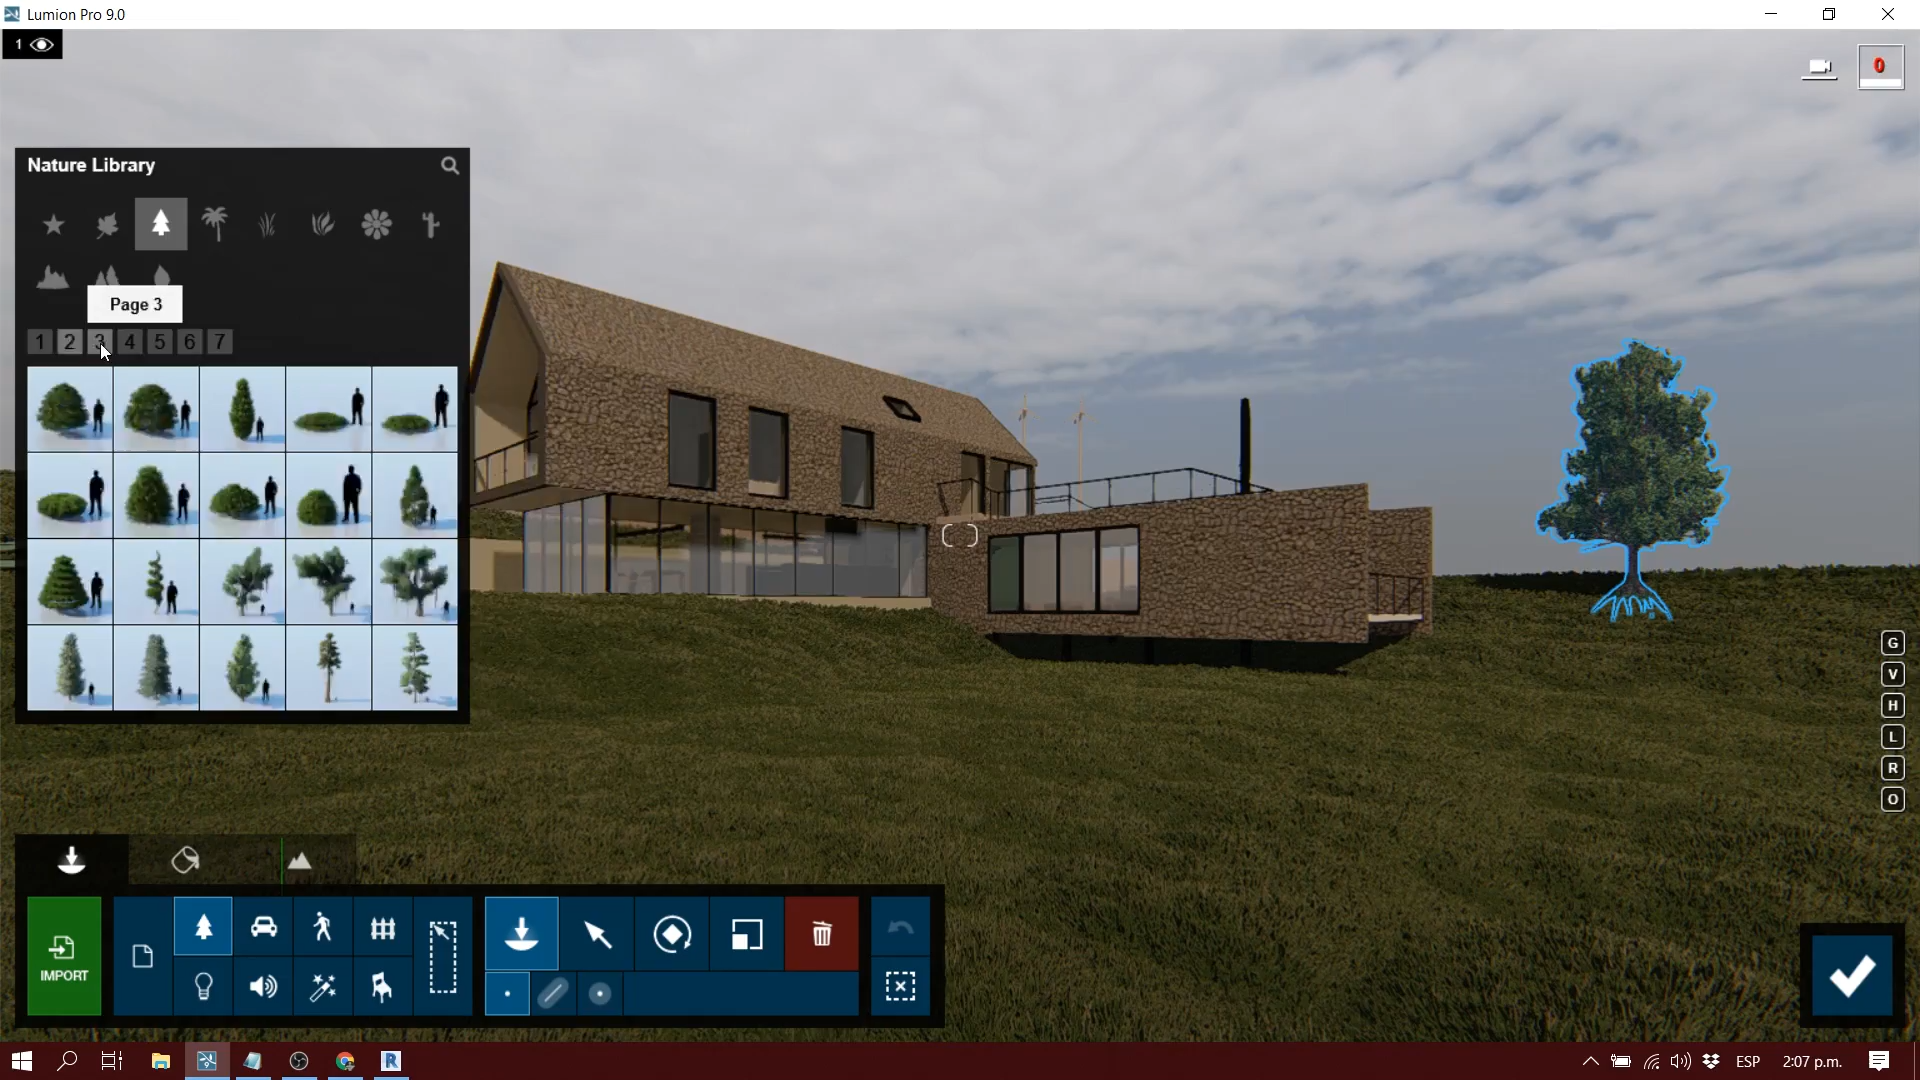 Lumion Pro 9.0
1
0
Nature Library
Page 3
1 2 3 4 5 6 7
G
V
H
L
R
O
IMPORT
R
ESP
2:07 p.m.